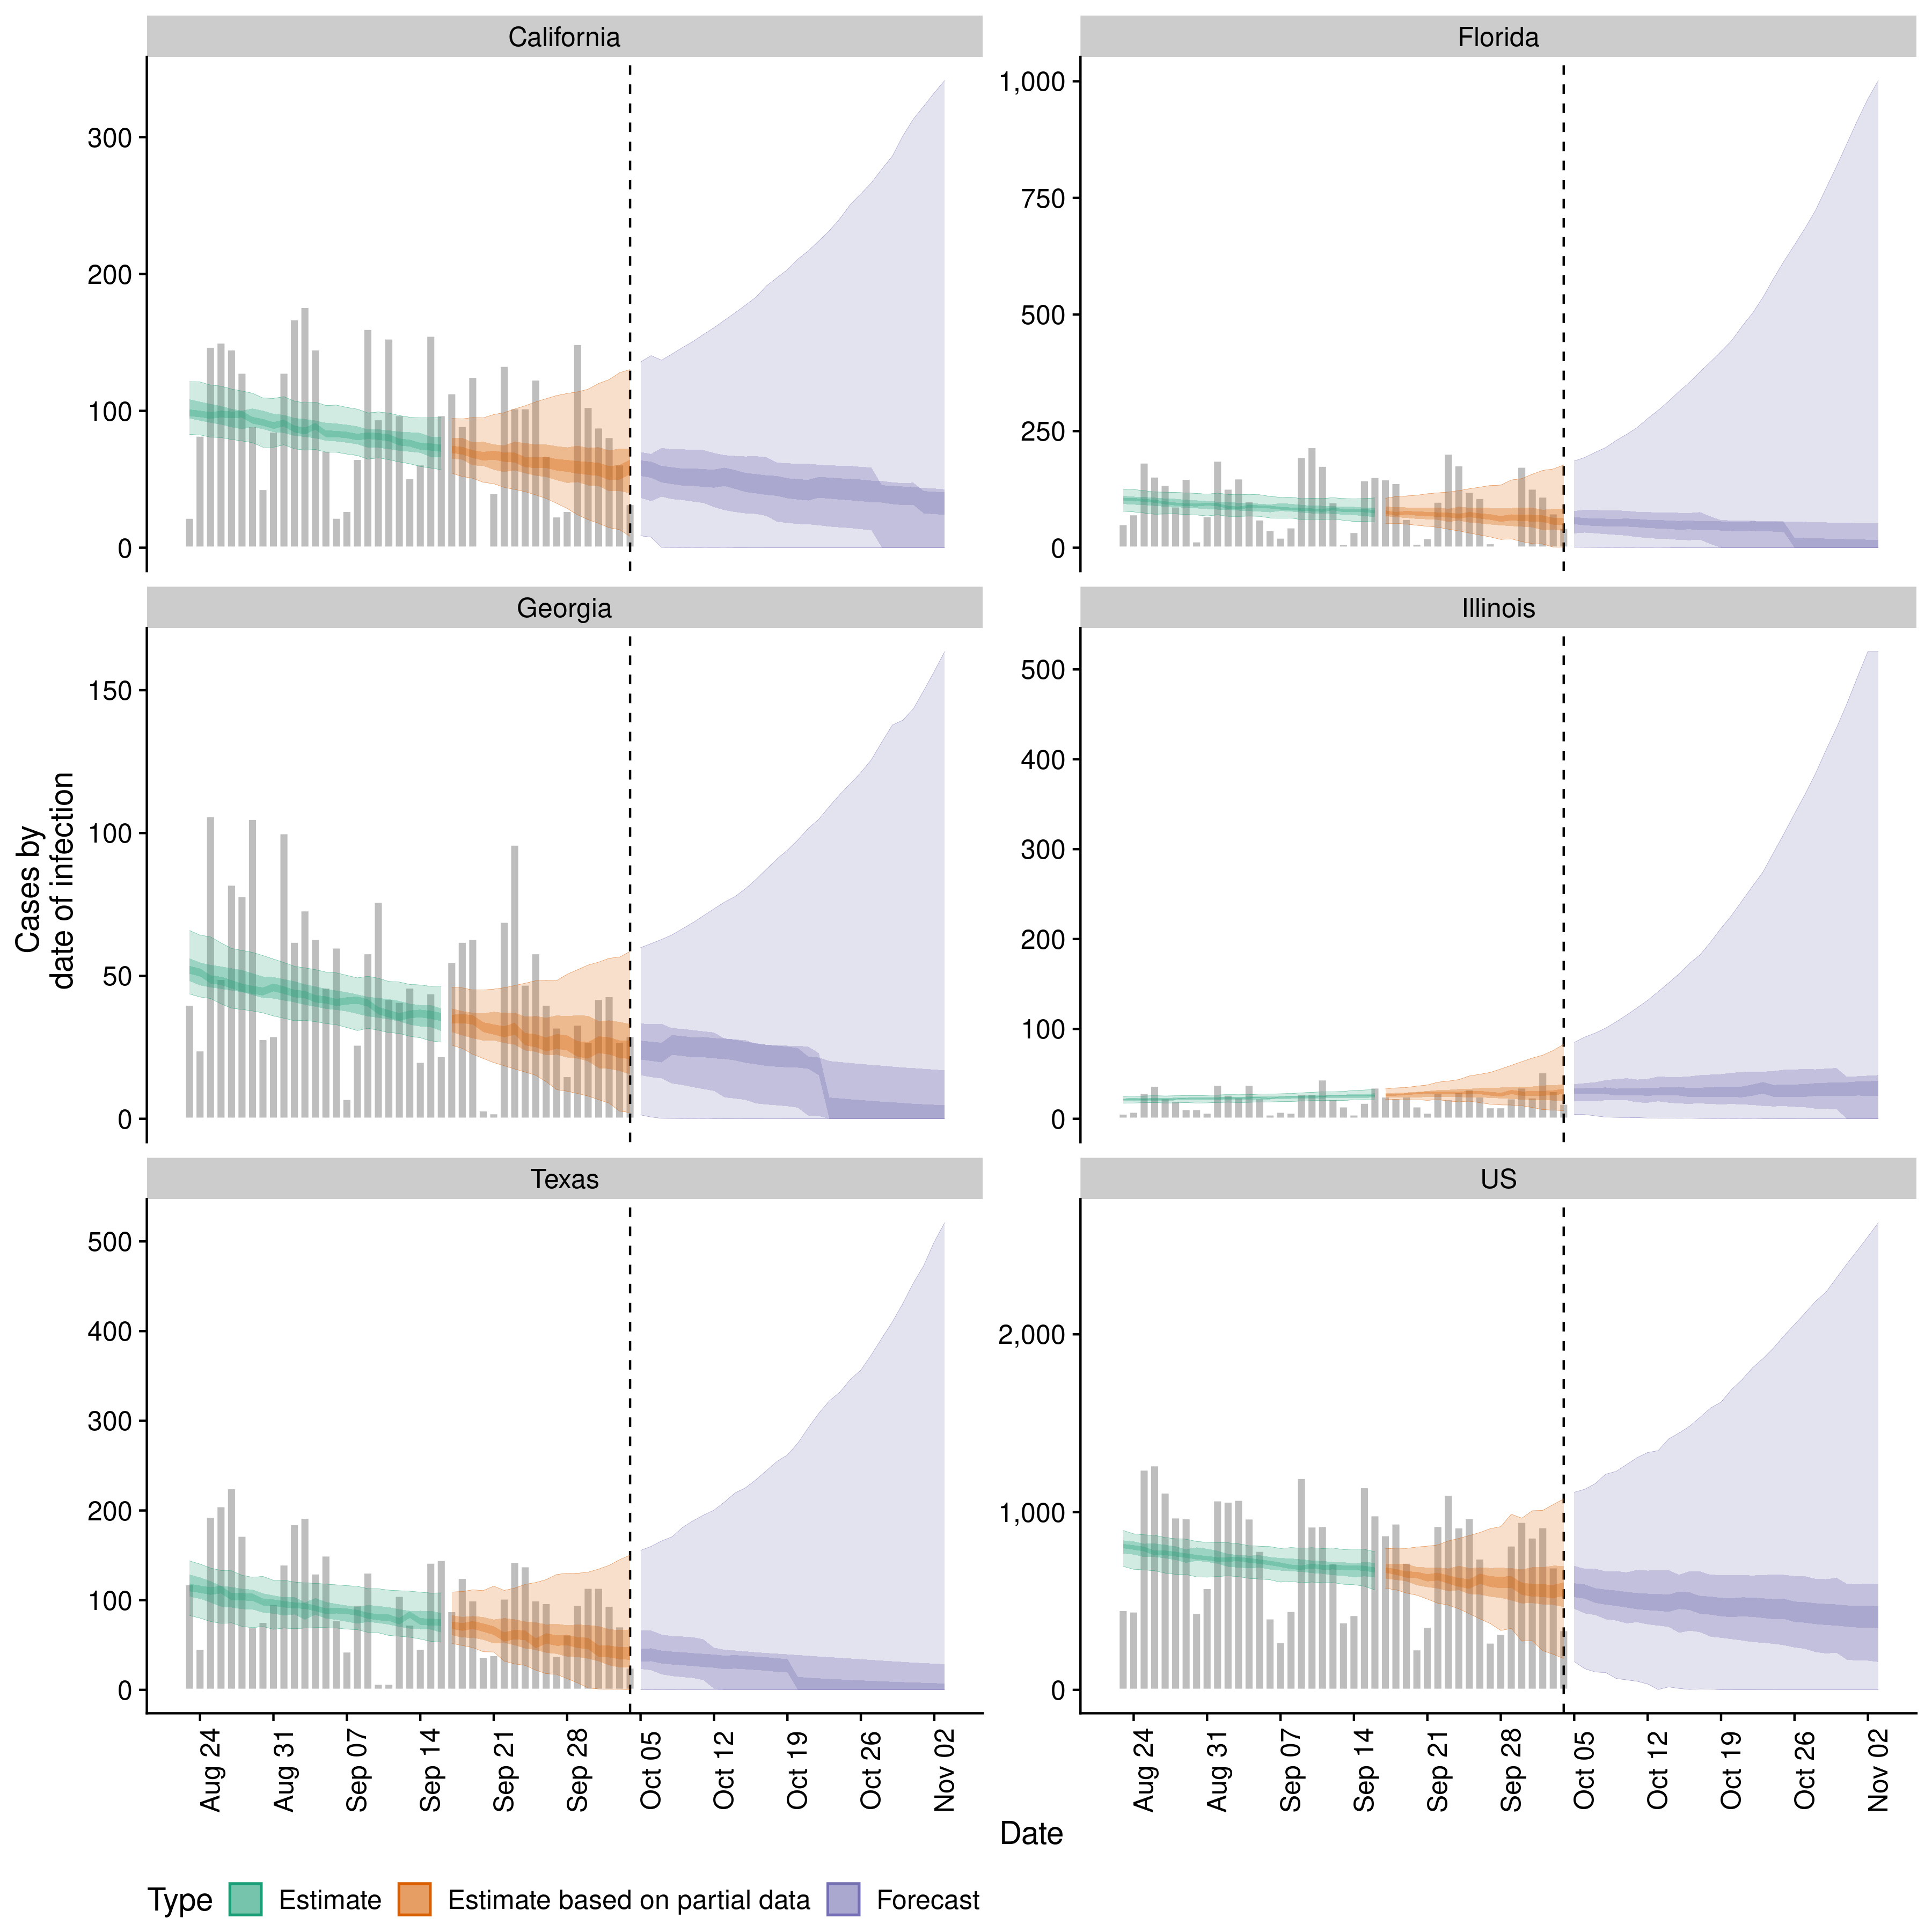 California
Florida
300
200
100
0
1,000
750
500
250
0
Georgia
Illinois
150
100
50
0
500
400
300
200
100
0
Cases by
date of infection
Texas
US
500
400
300
200
100
0
2,000
1,000
0
Aug 24
Aug 31
Sep 07
Sep 14
Sep 21
Sep 28
Oct 05
Oct 12
Oct 19
Oct 26
Nov 02
Aug 24
Aug 31
Sep 07
Sep 14
Sep 21
Sep 28
Oct 05
Oct 12
Oct 19
Oct 26
Nov 02
Date
Type Estimate Estimate based on partial data Forecast